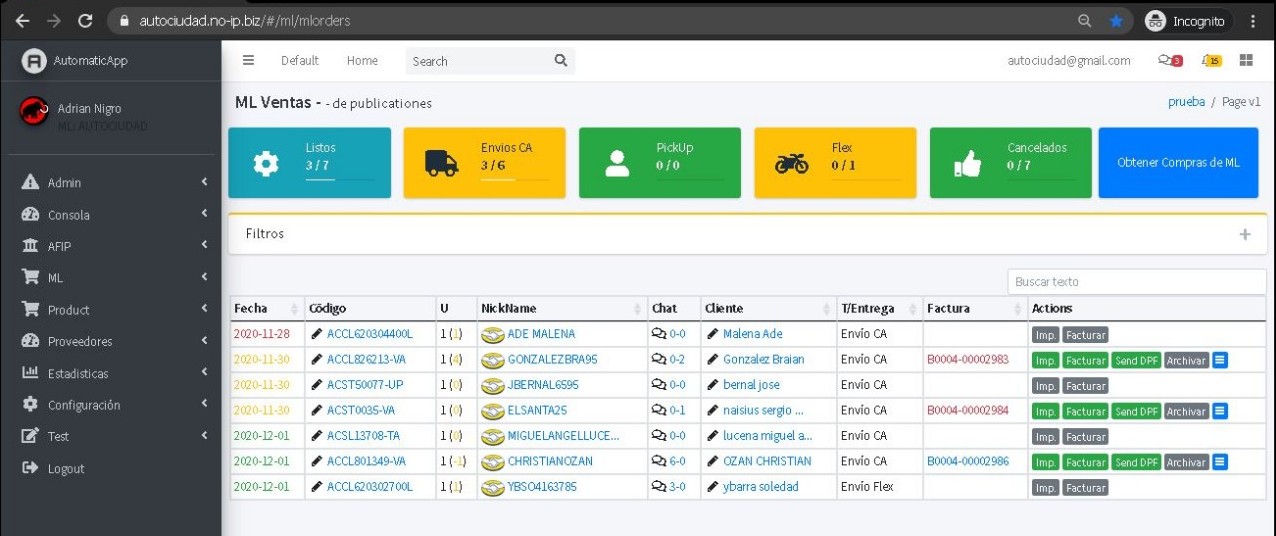 autociudad.no-ip.biz/#/ml/mlorders
Incognito
AutomaticApp
Default Home Search
autociudad@gmail.com 3 15
Adrian Nigro
ML: AUTOCIUDAD
ML Ventas - - de publicationes
prueba / Page v1
Listos
3 / 7
Envios CA
3 / 6
PickUp
0 / 0
Flex
0 / 1
Cancelados
0 / 7
Obtener Compras de ML
Admin
Consola
AFIP
ML
Product
Proveedores
Estadisticas
Configuración
Test
Logout
Filtros
Buscar texto
Fecha Código U NickName Chat Cliente T/Entrega Factura Actions
2020-11-28 ACCL620304400L 1 (1) ADE MALENA 0-0 Malena Ade Envío CA Imp. Facturar
2020-11-30 ACCL826213-VA 1 (4) GONZALEZBRA95 0-2 Gonzalez Braian Envío CA B0004-00002983 Imp. Facturar Send DPF Archivar
2020-11-30 ACST50077-UP 1 (0) JBERNAL6595 0-0 bernal jose Envío CA Imp. Facturar
2020-11-30 ACST0035-VA 1 (0) ELSANTA25 0-1 naisius sergio ... Envío CA B0004-00002984 Imp. Facturar Send DPF Archivar
2020-12-01 ACSL13708-TA 1 (0) MIGUELANGELLUCE... 0-0 lucena miguel a... Envío CA Imp. Facturar
2020-12-01 ACCL801349-VA 1 (-1) CHRISTIANOZAN 6-0 OZAN CHRISTIAN Envío CA B0004-00002986 Imp. Facturar Send DPF Archivar
2020-12-01 ACCL620302700L 1 (1) YBSO4163785 3-0 ybarra soledad Envío Flex Imp. Facturar